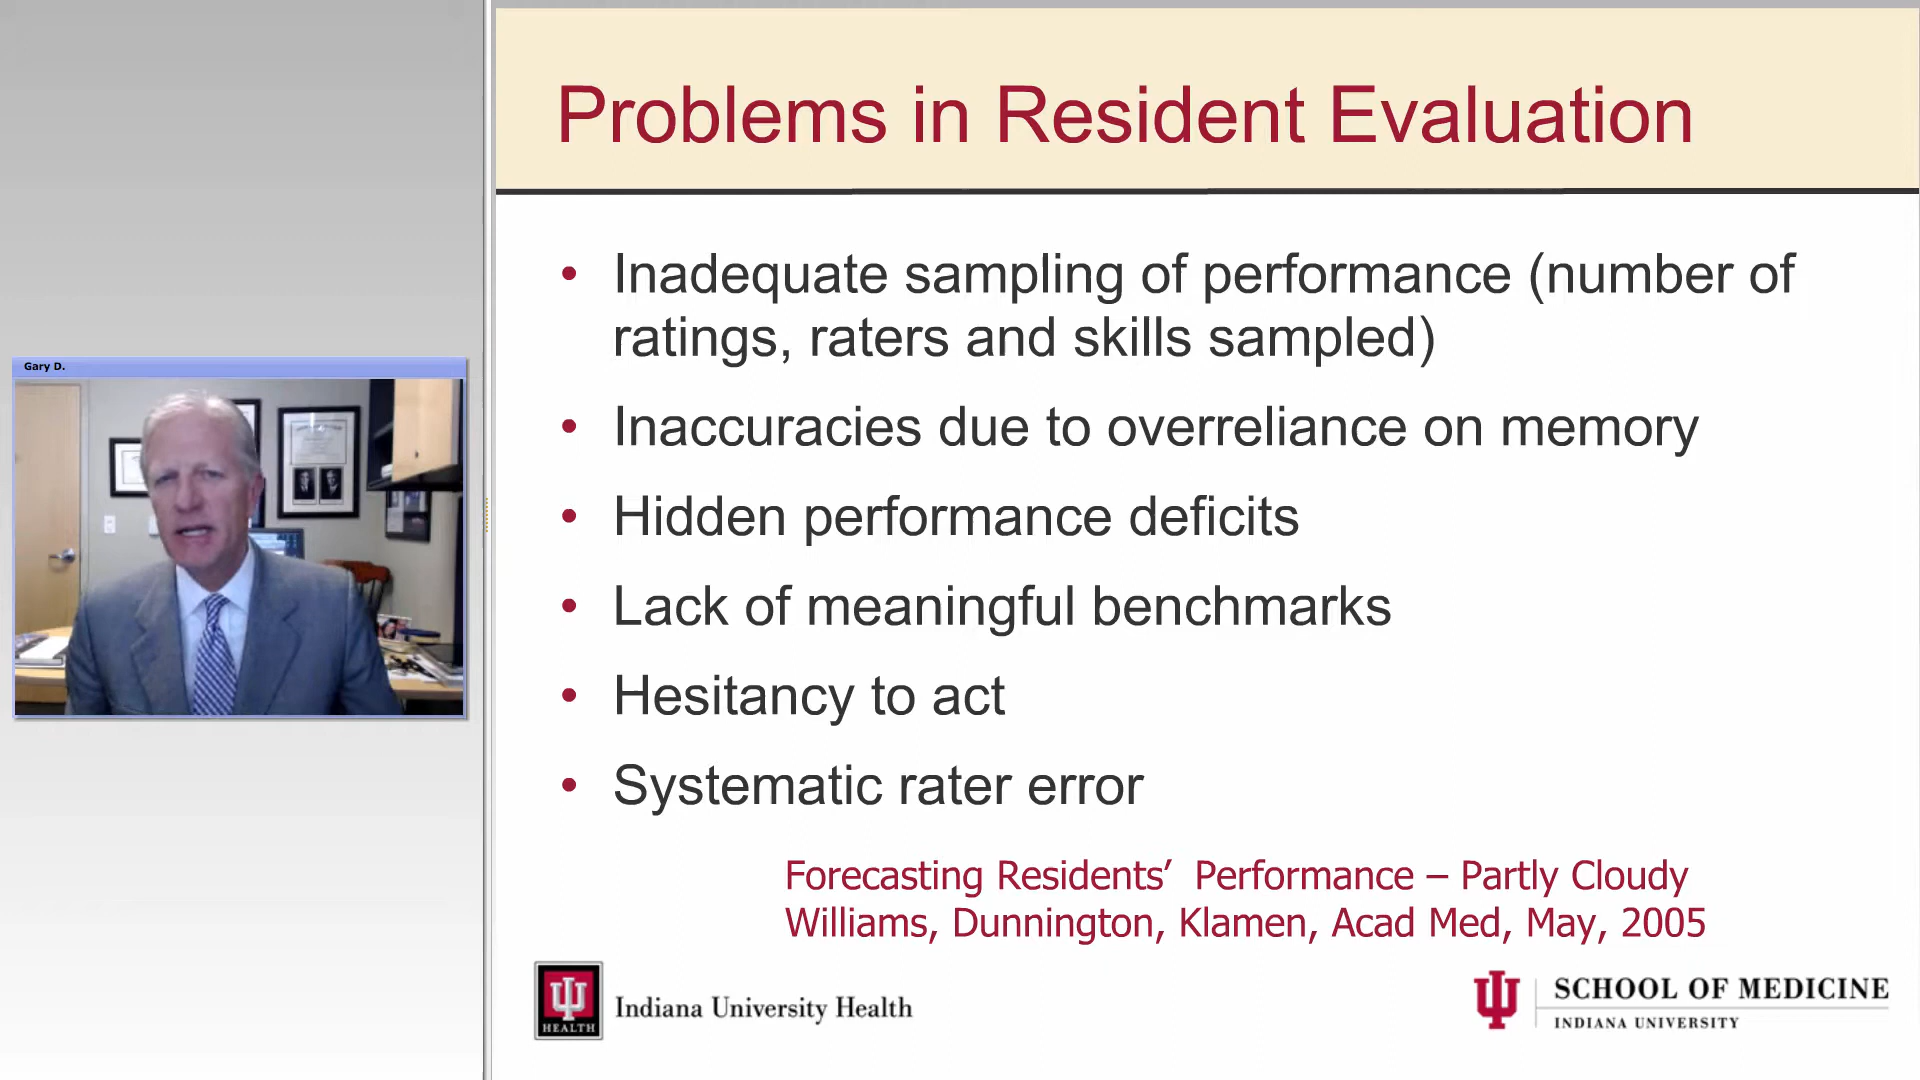 Gary D.
Problems in Resident Evaluation
• Inadequate sampling of performance (number of
ratings, raters and skills sampled)
• Inaccuracies due to overreliance on memory
• Hidden performance deficits
• Lack of meaningful benchmarks
• Hesitancy to act
• Systematic rater error
Forecasting Residents’ Performance – Partly Cloudy
Williams, Dunnington, Klamen, Acad Med, May, 2005
HEALTH
Indiana University Health
SCHOOL OF MEDICINE
INDIANA UNIVERSITY